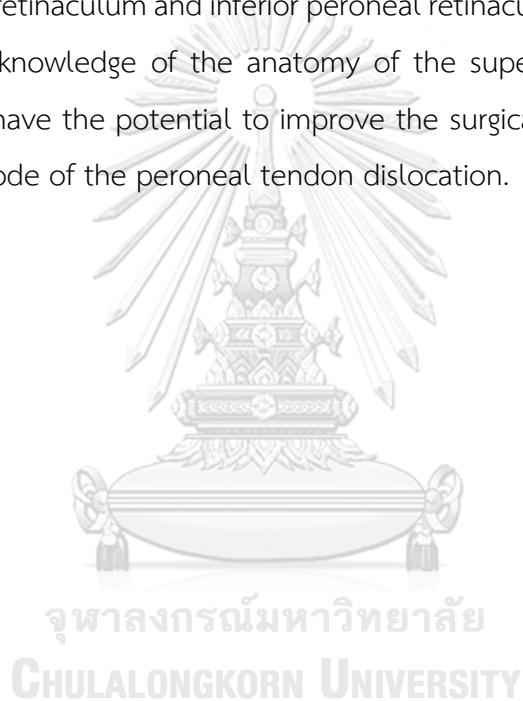 retinaculum and inferior peroneal retinacu
knowledge of the anatomy of the supe
have the potential to improve the surgica
ode of the peroneal tendon dislocation.
จุฬาลงกรณ์มหาวิทยาลัย
CHULALONGKORN UNIVERSITY